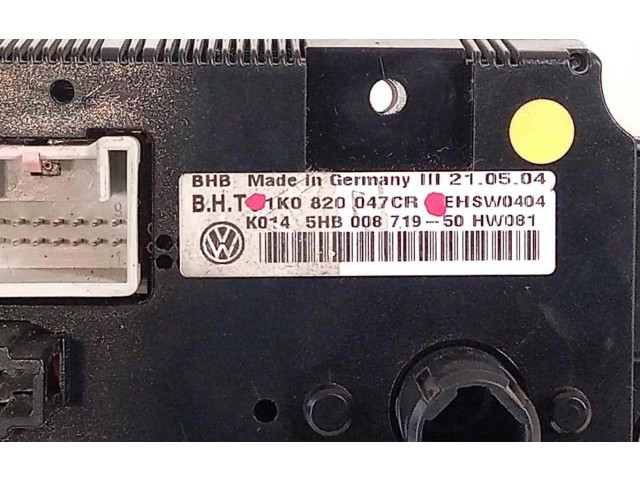 BHB Made in Germany III 21.05.04
B.H.T 1K0 820 047CR EHSW0404
K014 5HB 008 719-50 HW081